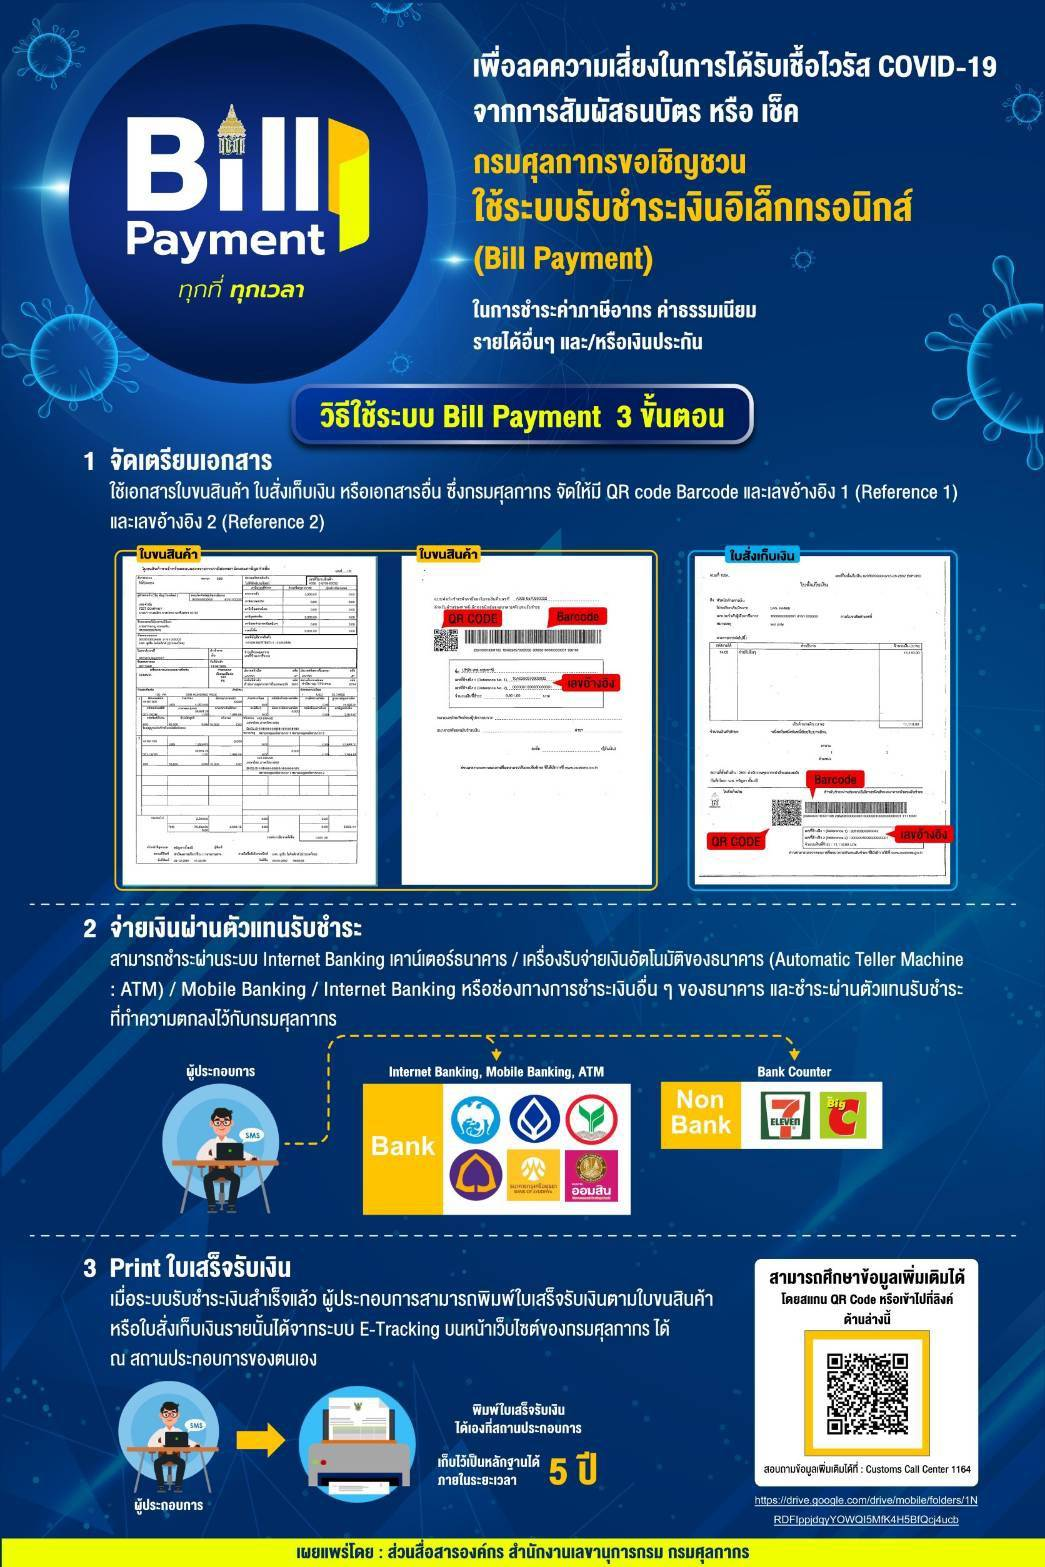 Bill
Payment
ทุกที่ ทุกเวลา
เพื่อลดความเสี่ยงในการได้รับเชื้อไวรัส COVID-19
จากการสัมผัสธนบัตร หรือ เช็ค
กรมศุลกากรขอเชิญชวน
ใช้ระบบรับชำระเงินอิเล็กทรอนิกส์
(Bill Payment)
ในการชำระค่าภาษีอากร ค่าธรรมเนียม
รายได้อื่นๆ และ/หรือเงินประกัน
วิธีใช้ระบบ Bill Payment 3 ขั้นตอน
1 จัดเตรียมเอกสาร
ใช้เอกสารใบขนสินค้า ใบสั่งเก็บเงิน หรือเอกสารอื่น ซึ่งกรมศุลกากร จัดให้มี QR code Barcode และเลขอ้างอิง 1 (Reference 1)
และเลขอ้างอิง 2 (Reference 2)
ใบขนสินค้า
ใบขนสินค้า
QR CODE
Barcode
เลขอ้างอิง
ใบสั่งเก็บเงิน
ใบสั่งเก็บเงิน
Barcode
QR CODE
เลขอ้างอิง
2 จ่ายเงินผ่านตัวแทนรับชำระ
สามารถชำระผ่านระบบ Internet Banking เคาน์เตอร์ธนาคาร / เครื่องรับจ่ายเงินอัตโนมัติของธนาคาร (Automatic Teller Machine
: ATM) / Mobile Banking / Internet Banking หรือช่องทางการชำระเงินอื่น ๆ ของธนาคาร และชำระผ่านตัวแทนรับชำระ
ที่ทำความตกลงไว้กับกรมศุลกากร
ผู้ประกอบการ
SMS
Internet Banking, Mobile Banking, ATM
Bank
ธนาคารกรุงศรีอยุธยา
BANK OF AYUDHYA
ออมสิน
Bank Counter
Non
Bank
7
ELEVEN
Big
C
3 Print ใบเสร็จรับเงิน
เมื่อระบบรับชำระเงินสำเร็จแล้ว ผู้ประกอบการสามารถพิมพ์ใบเสร็จรับเงินตามใบขนสินค้า
หรือใบสั่งเก็บเงินรายนั้นได้จากระบบ E-Tracking บนหน้าเว็บไซต์ของกรมศุลกากร ได้
ณ สถานประกอบการของตนเอง
SMS
ผู้ประกอบการ
พิมพ์ใบเสร็จรับเงิน
ได้เองที่สถานประกอบการ
เก็บไว้เป็นหลักฐานได้
ภายในระยะเวลา 5 ปี
สามารถศึกษาข้อมูลเพิ่มเติมได้
โดยสแกน QR Code หรือเข้าไปที่ลิงค์
ด้านล่างนี้
สอบถามข้อมูลเพิ่มเติมได้ที่ : Customs Call Center 1164
https://drive.google.com/drive/mobile/folders/1N
RDFIppjdqyYOWQI5MfK4H5BfQcj4ucb
เผยแพร่โดย : ส่วนสื่อสารองค์กร สำนักงานเลขานุการกรม กรมศุลกากร